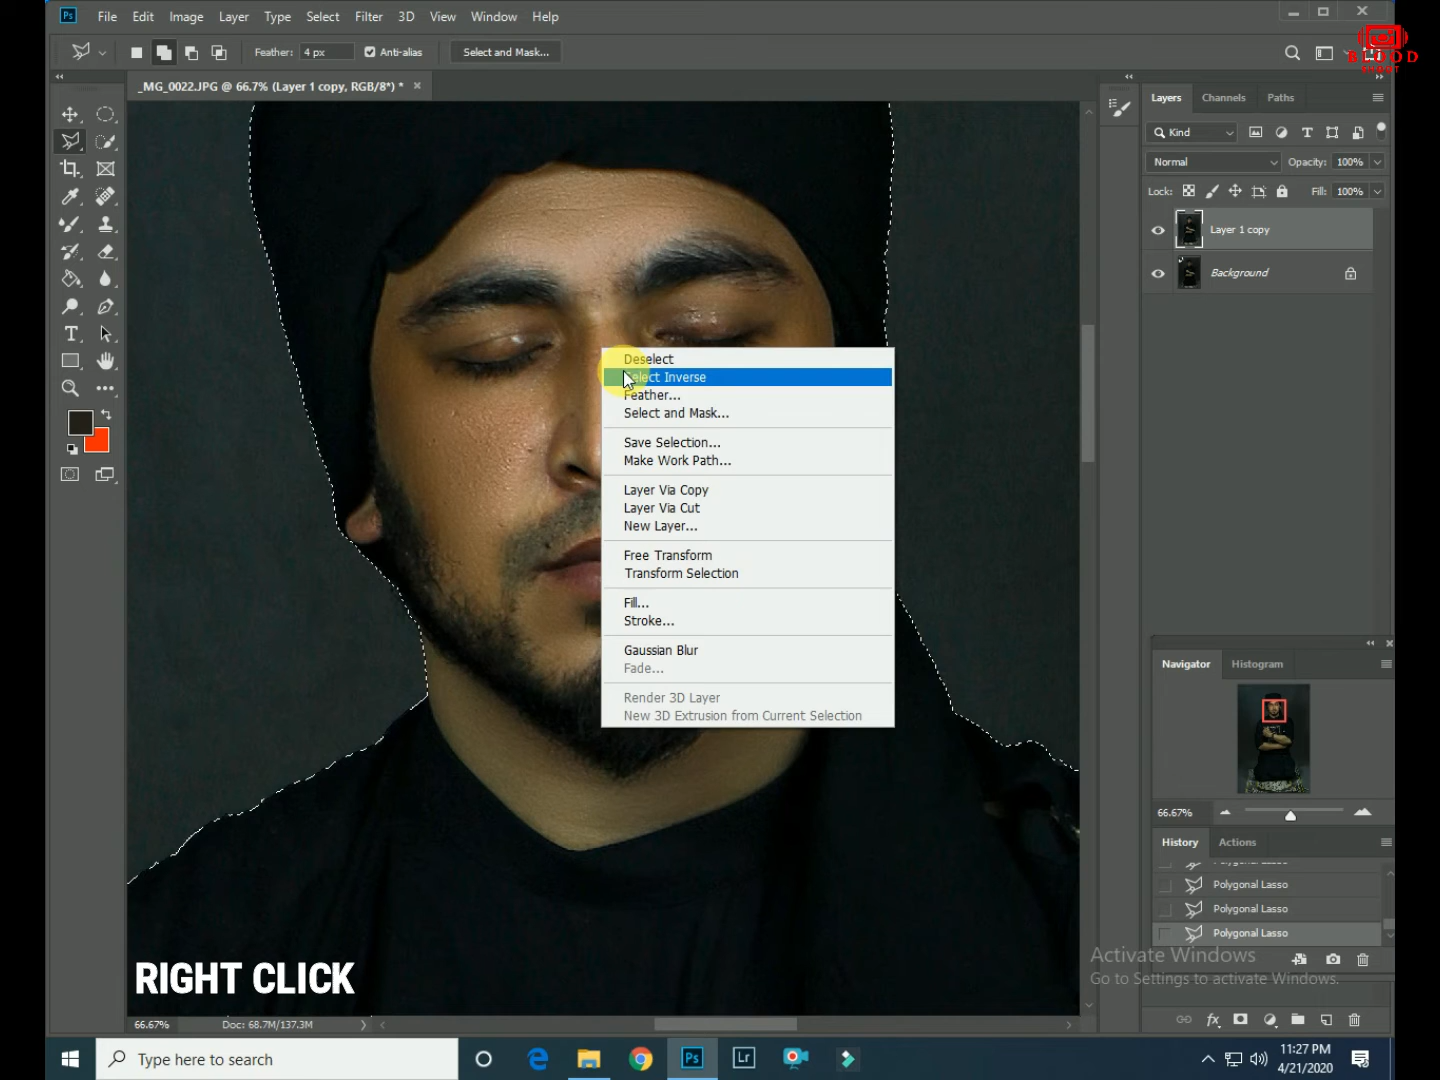 Ps File Edit Image Layer Type Select Filter 3D View Window Help
Feather: 4 px Anti-alias Select and Mask...
BLOOD
_MG_0022.JPG @ 66.7% (Layer 1 copy, RGB/8*) *
Layers Channels Paths
Kind
Normal Opacity: 100%
Lock: Fill: 100%
Layer 1 copy
Background
Deselect
Select Inverse
Feather...
Select and Mask...
Save Selection...
Make Work Path...
Layer Via Copy
Layer Via Cut
New Layer...
Free Transform
Transform Selection
Fill...
Stroke...
Gaussian Blur
Fade...
Render 3D Layer
New 3D Extrusion from Current Selection
Navigator Histogram
66.67%
History Actions
Polygonal Lasso
Polygonal Lasso
Polygonal Lasso
Activate Windows
Go to Settings to activate Windows.
RIGHT CLICK
66.67% Doc: 68.7M/137.3M
Type here to search
Ps Lr
11:27 PM
4/21/2020